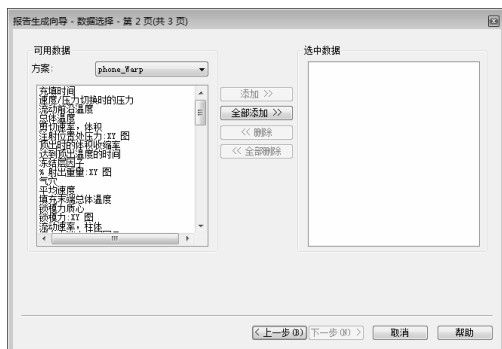 报告生成向导 - 数据选择 - 第 2 页(共 3 页)
可用数据
方案:
phone_Warp
充填时间
速度/压力切换时的压力
流动前沿温度
总体温度
剪切速率, 体积
注射位置处压力:XY 图
顶出时的体积收缩率
达到顶出温度的时间
冻结层因子
% 射出重量:XY 图
气穴
平均速度
填充末端总体温度
锁模力质心
锁模力:XY 图
流动速率, 柱体
添加 >>
全部添加 >>
<< 删除
<< 全部删除
选中数据
< 上一步(B)
下一步(N) >
取消
帮助